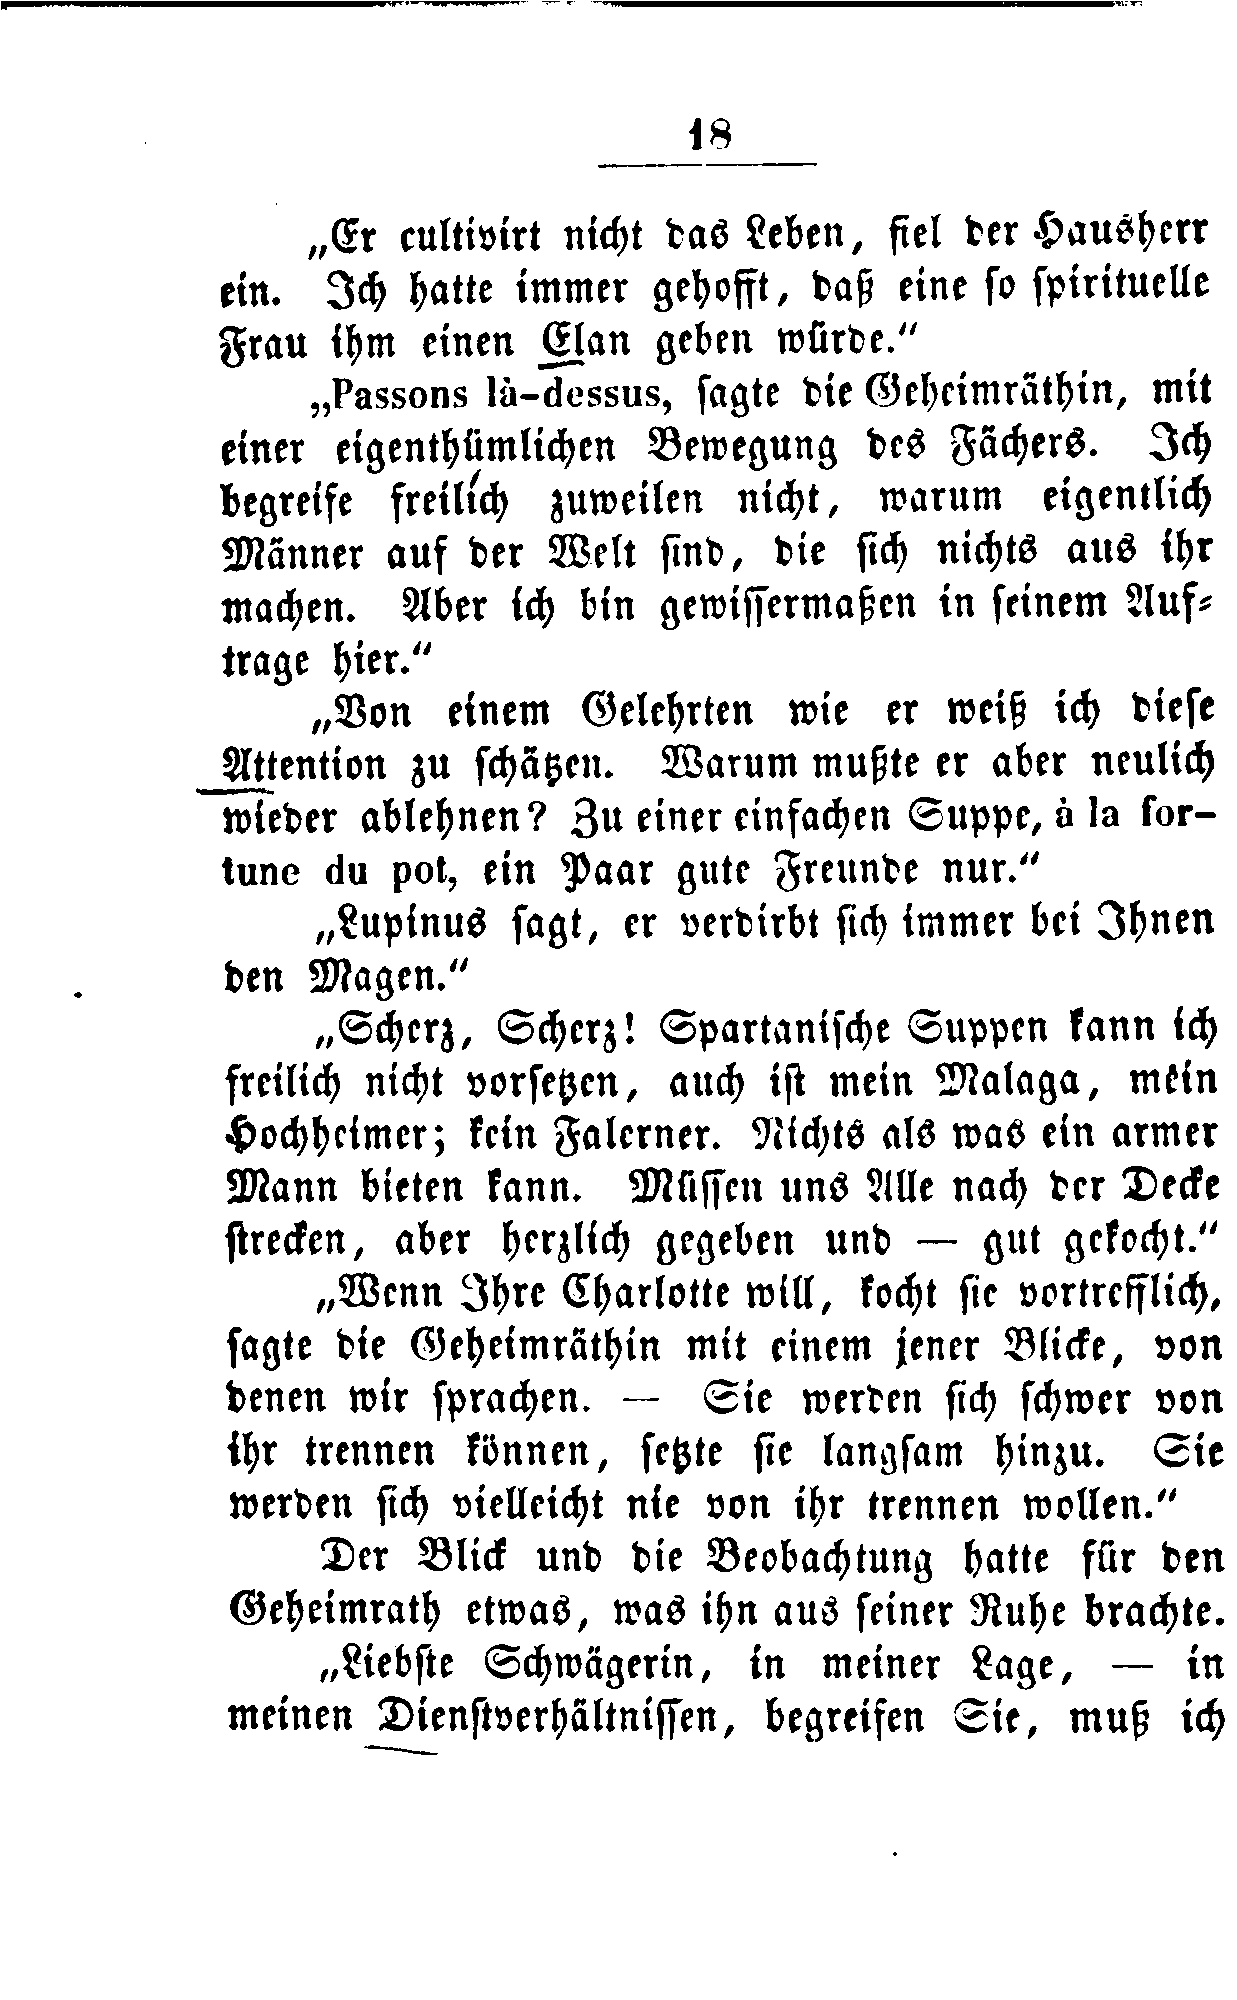 18
„Er cultivirt nicht das Leben, fiel der Hausherr
ein. Ich hatte immer gehofft, daß eine so spirituelle
Frau ihm einen Elan geben würde.“
„Passons là-dessus, sagte die Geheimräthin, mit
einer eigenthümlichen Bewegung des Fächers. Ich
begreife freilich zuweilen nicht, warum eigentlich
Männer auf der Welt sind, die sich nichts aus ihr
machen. Aber ich bin gewissermaßen in seinem Auf-
trage hier.“
„Von einem Gelehrten wie er weiß ich diese
Attention zu schätzen. Warum mußte er aber neulich
wieder ablehnen? Zu einer einfachen Suppe, à la for-
tune du pot, ein Paar gute Freunde nur.“
„Lupinus sagt, er verdirbt sich immer bei Ihnen
den Magen.“
„Scherz, Scherz! Spartanische Suppen kann ich
freilich nicht vorsetzen, auch ist mein Malaga, mein
Hochheimer; kein Falerner. Nichts als was ein armer
Mann bieten kann. Müssen uns Alle nach der Decke
strecken, aber herzlich gegeben und — gut gekocht.“
„Wenn Ihre Charlotte will, kocht sie vortrefflich,
sagte die Geheimräthin mit einem jener Blicke, von
denen wir sprachen. — Sie werden sich schwer von
ihr trennen können, setzte sie langsam hinzu. Sie
werden sich vielleicht nie von ihr trennen wollen.“
Der Blick und die Beobachtung hatte für den
Geheimrath etwas, was ihn aus seiner Ruhe brachte.
„Liebste Schwägerin, in meiner Lage, — in
meinen Dienstverhältnissen, begreifen Sie, muß ich